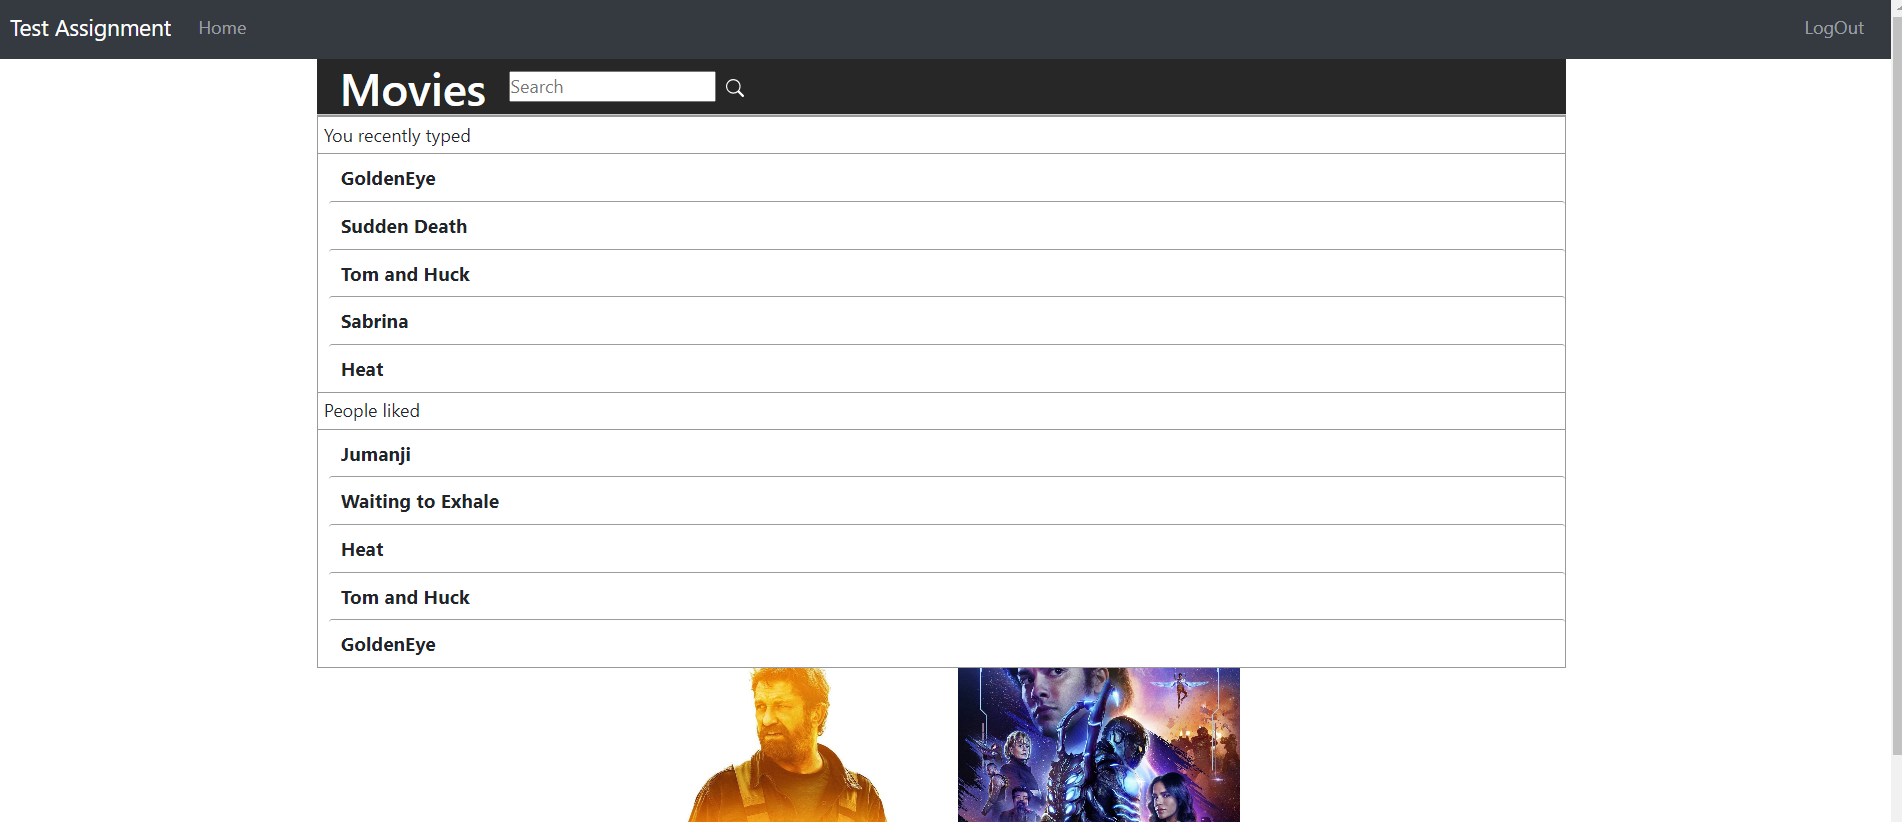 Test Assignment Home LogOut
Movies Search
You recently typed
GoldenEye
Sudden Death
Tom and Huck
Sabrina
Heat
People liked
Jumanji
Waiting to Exhale
Heat
Tom and Huck
GoldenEye